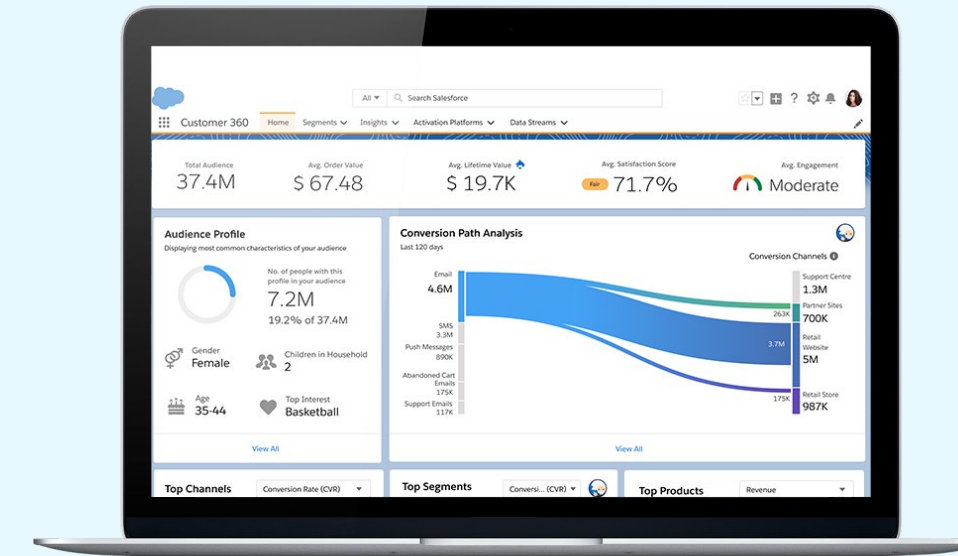 All
Search Salesforce
?
Customer 360
Home
Segments
Insights
Activation Platforms
Data Streams
Total Audience
37.4M
Avg. Order Value
$ 67.48
Avg. Lifetime Value
$ 19.7K
Avg. Satisfaction Score
Fair
71.7%
Avg. Engagement
Moderate
Audience Profile
Displaying most common characteristics of your audience
No. of people with this
profile in your audience
7.2M
19.2% of 37.4M
Gender
Female
Children in Household
2
Age
35-44
Top Interest
Basketball
View All
Conversion Path Analysis
Last 120 days
Conversion Channels
Email
4.6M
SMS
3.3M
Push Messages
890K
Abandoned Cart
Emails
175K
Support Emails
117K
263K
3.7M
175K
Support Centre
1.3M
Partner Sites
700K
Retail
Website
5M
Retail Store
987K
View All
Top Channels
Conversion Rate (CVR)
Top Segments
Conversi... (CVR)
Top Products
Revenue